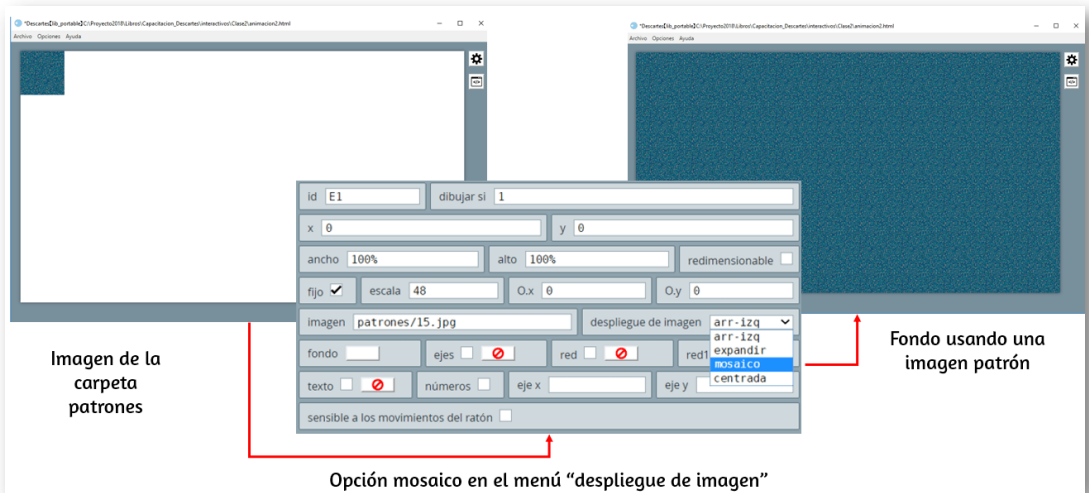 *Descartes【lib_portable】C:\Proyecto2018\Libros\Capacitacion_Descartes\interactivos\Clase2\animacion2.html
Archivo Opciones Ayuda
*Descartes【lib_portable】C:\Proyecto2018\Libros\Capacitacion_Descartes\interactivos\Clase2\animacion2.html
Archivo Opciones Ayuda
id E1 dibujar si 1
x 0 y 0
ancho 100% alto 100% redimensionable
fijo escala 48 O.x 0 O.y 0
imagen patrones/15.jpg despliegue de imagen arr-izq
arr-izq
expandir
mosaico
centrada
fondo ejes red red1
texto números eje x eje y
sensible a los movimientos del ratón
Imagen de la
carpeta
patrones
Fondo usando una
imagen patrón
Opción mosaico en el menú “despliegue de imagen”